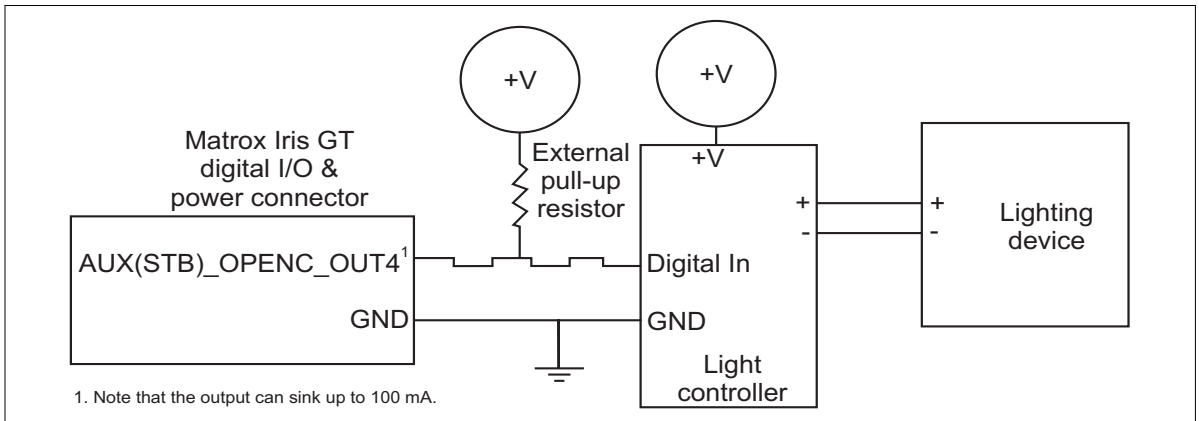 +V
+V
Matrox Iris GT
digital I/O &
power connector
External
pull-up
resistor
+V
+
-
+
-
Lighting
device
AUX(STB)_OPENC_OUT4¹
Digital In
GND
GND
Light
controller
1. Note that the output can sink up to 100 mA.